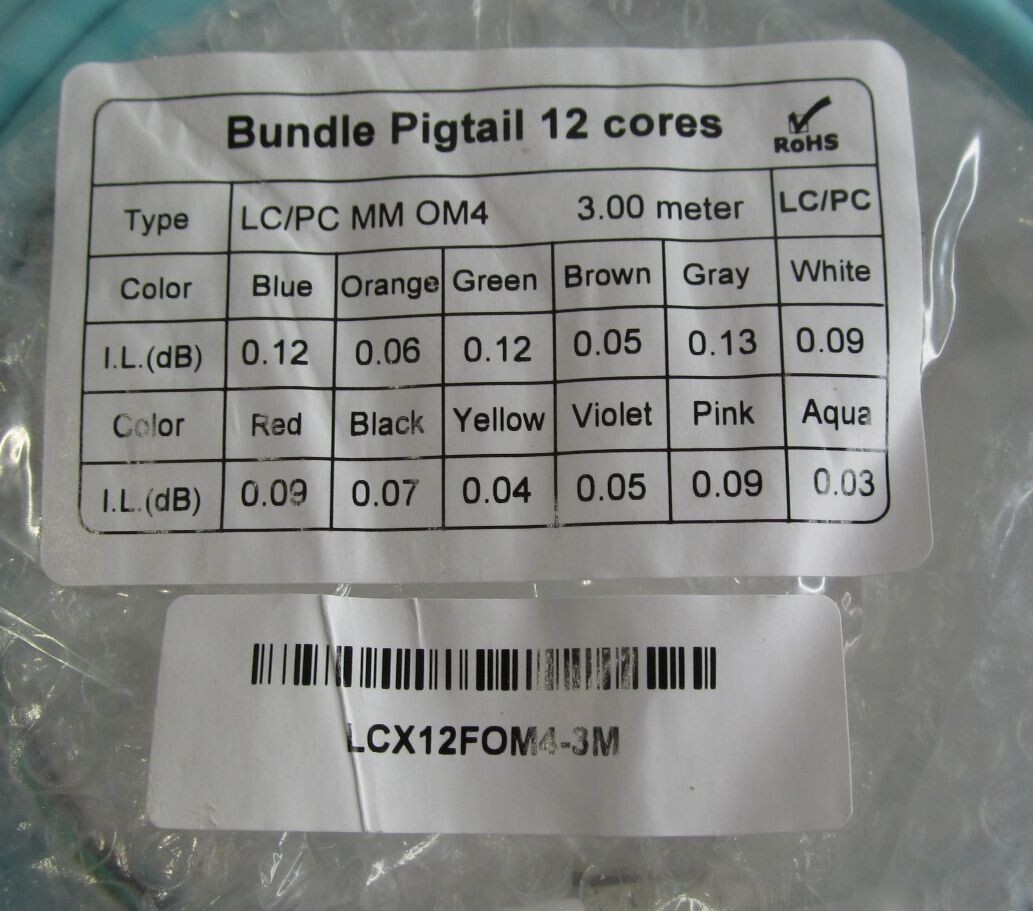 Bundle Pigtail 12 cores
RoHS
Type LC/PC MM OM4 3.00 meter LC/PC
Color Blue Orange Green Brown Gray White
I.L.(dB) 0.12 0.06 0.12 0.05 0.13 0.09
Color Red Black Yellow Violet Pink Aqua
I.L.(dB) 0.09 0.07 0.04 0.05 0.09 0.03
LCX12FOM4-3M